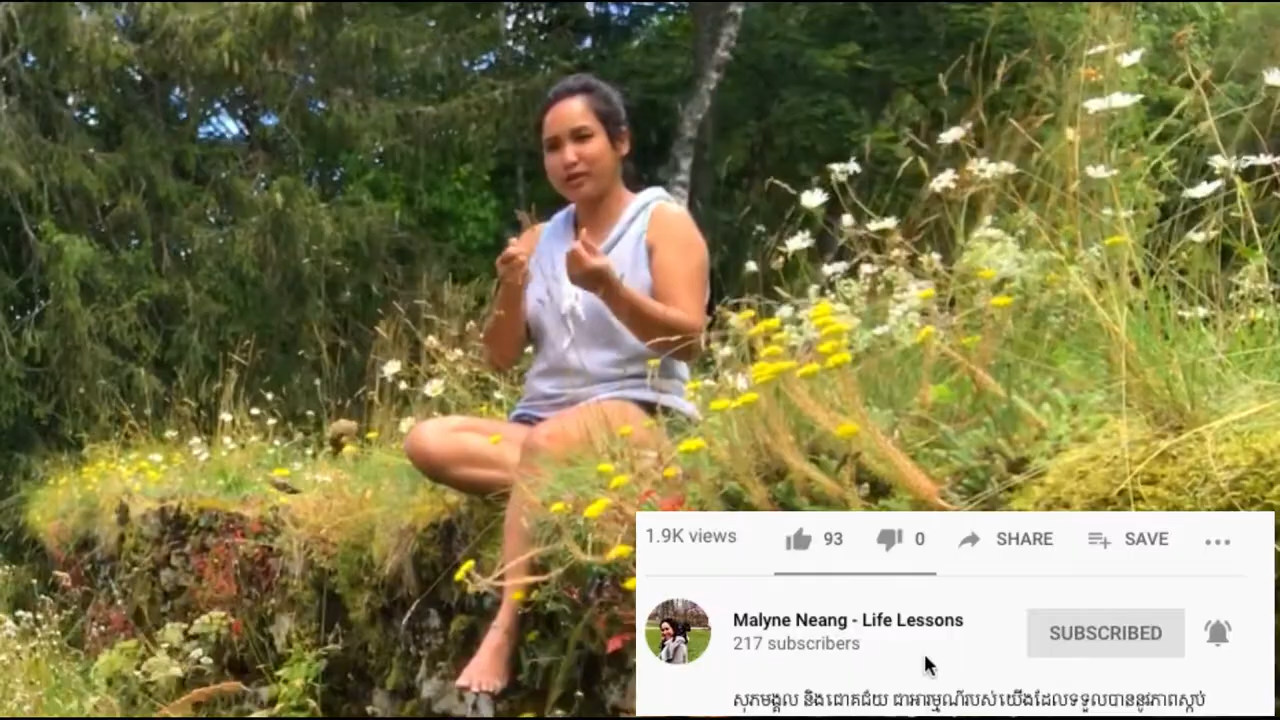 1.9K views 93 0 SHARE SAVE
Malyne Neang - Life Lessons
217 subscribers
SUBSCRIBED
សុភមង្គល និងជោគជ័យ ជាអារម្មណ៍របស់យើងដែលទទួលបាននូវភាពស្កប់